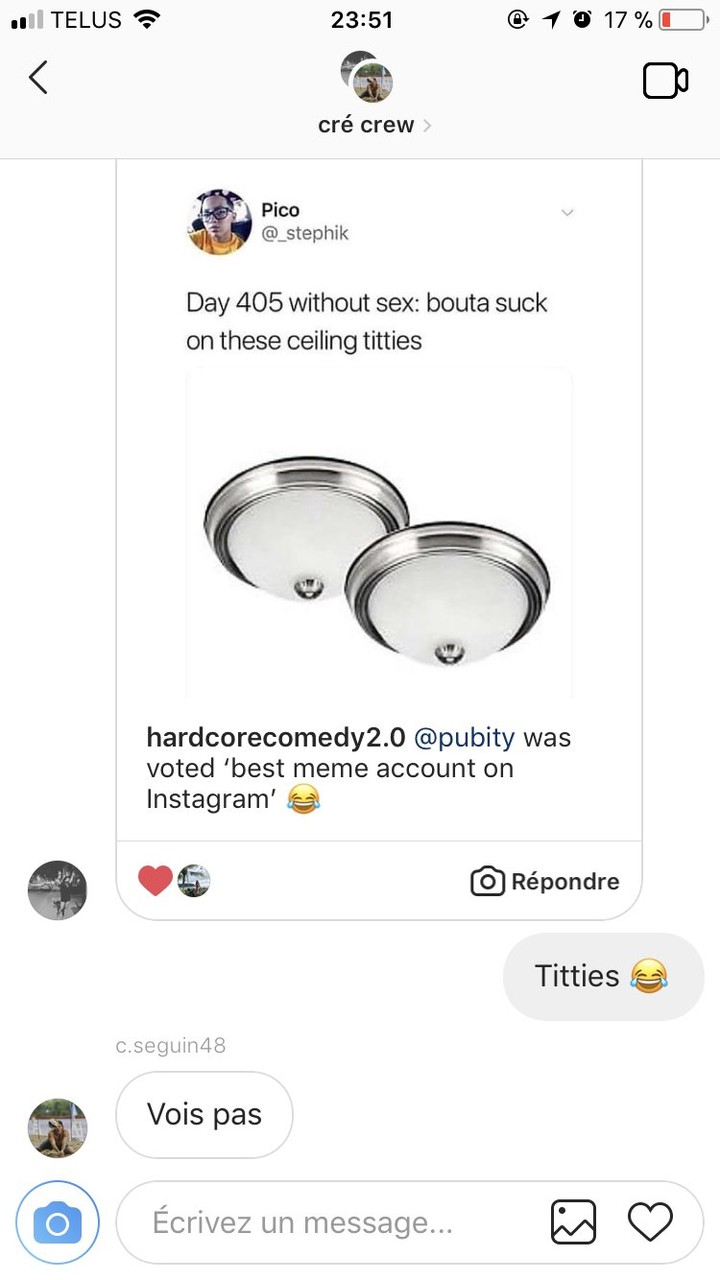 TELUS 23:51 17 %
cré crew
Pico
@_stephik
Day 405 without sex: bouta suck
on these ceiling titties
hardcorecomedy2.0 @pubity was
voted ‘best meme account on
Instagram’ 😂
Répondre
Titties 😂
c.seguin48
Vois pas
Écrivez un message...